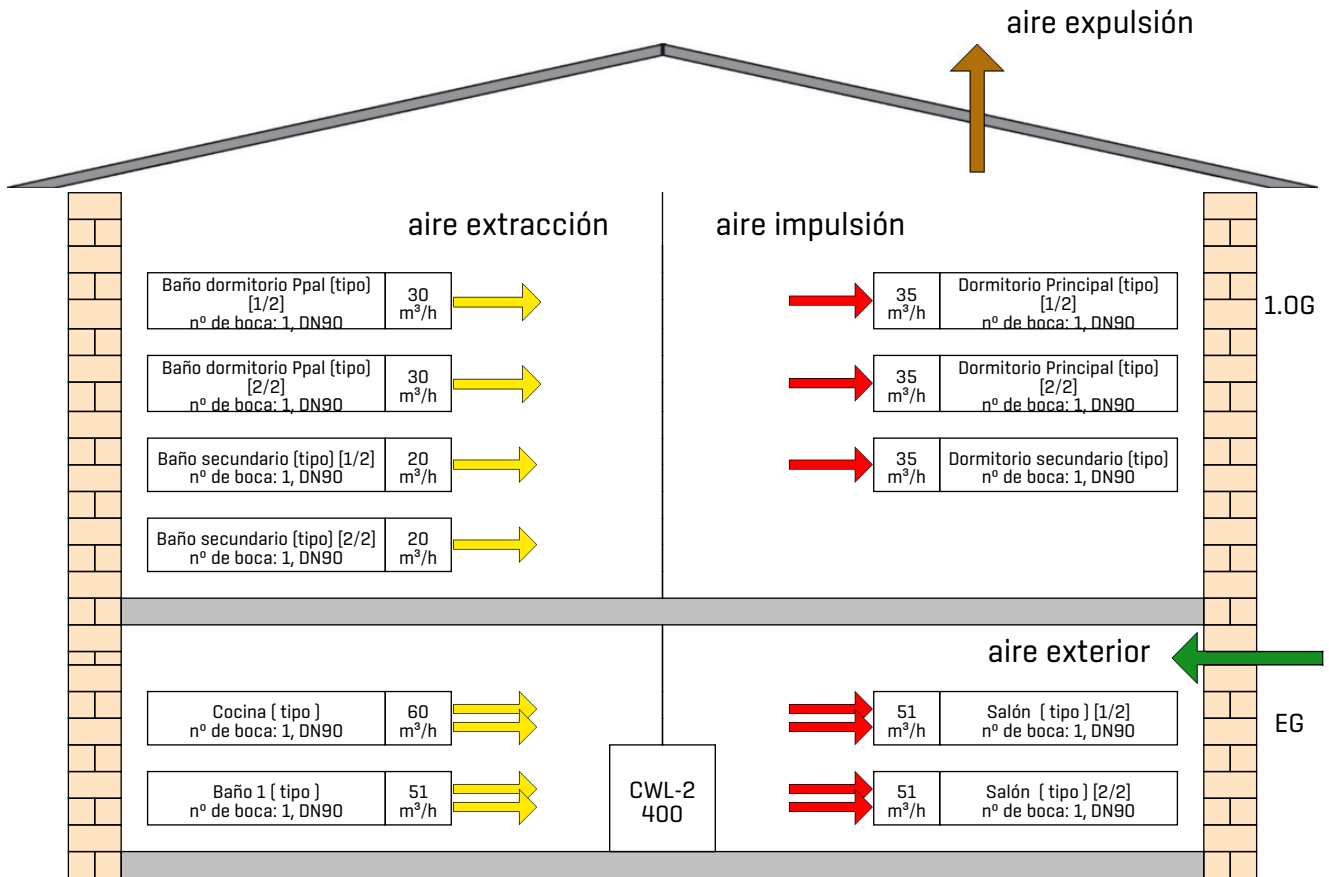 aire expulsión
aire extracción
aire impulsión
Baño dormitorio Ppal (tipo)
[1/2]
nº de boca: 1, DN90
30
m³/h
35
m³/h
Dormitorio Principal (tipo)
[1/2]
nº de boca: 1, DN90
1.OG
Baño dormitorio Ppal (tipo)
[2/2]
nº de boca: 1, DN90
30
m³/h
35
m³/h
Dormitorio Principal (tipo)
[2/2]
nº de boca: 1, DN90
Baño secundario (tipo) [1/2]
nº de boca: 1, DN90
20
m³/h
35
m³/h
Dormitorio secundario (tipo)
nº de boca: 1, DN90
Baño secundario (tipo) [2/2]
nº de boca: 1, DN90
20
m³/h
aire exterior
Cocina ( tipo )
nº de boca: 1, DN90
60
m³/h
51
m³/h
Salón ( tipo ) [1/2]
nº de boca: 1, DN90
EG
Baño 1 ( tipo )
nº de boca: 1, DN90
51
m³/h
CWL-2
400
51
m³/h
Salón ( tipo ) [2/2]
nº de boca: 1, DN90